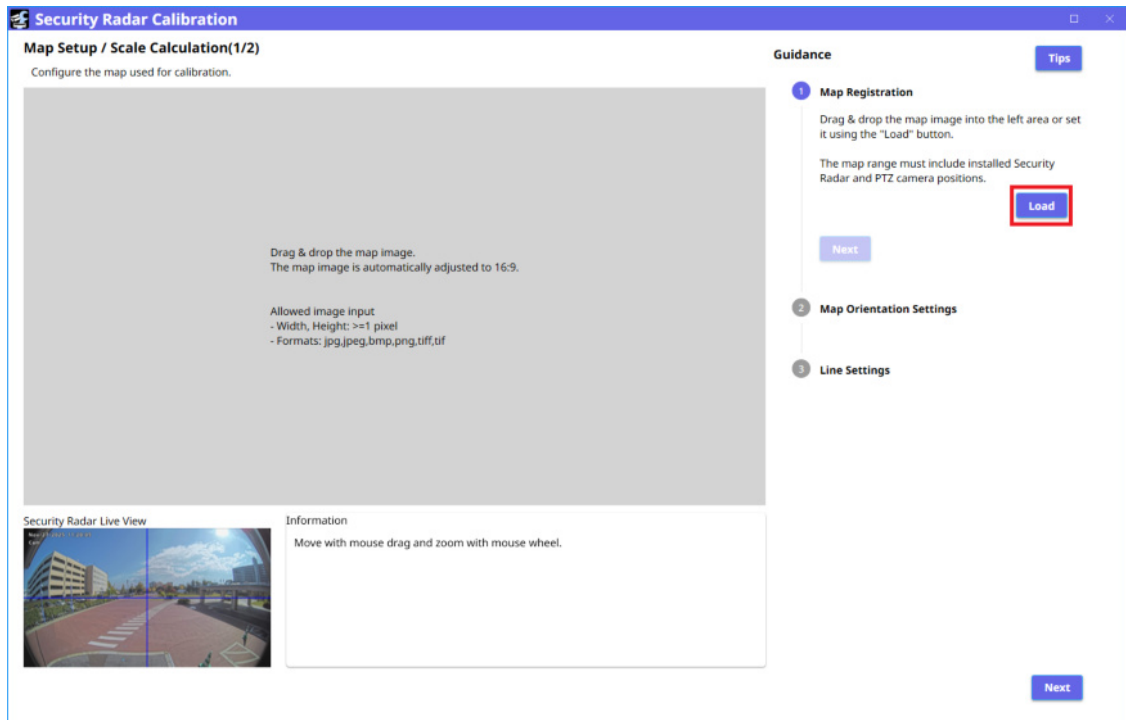 Security Radar Calibration
Map Setup / Scale Calculation(1/2)
Configure the map used for calibration.
Drag & drop the map image.
The map image is automatically adjusted to 16:9.
Allowed image input
- Width, Height: >=1 pixel
- Formats: jpg,jpeg,bmp,png,tiff,tif
Security Radar Live View
Information
Move with mouse drag and zoom with mouse wheel.
Guidance
Tips
1 Map Registration
Drag & drop the map image into the left area or set
it using the "Load" button.
The map range must include installed Security
Radar and PTZ camera positions.
Load
Next
2 Map Orientation Settings
3 Line Settings
Next